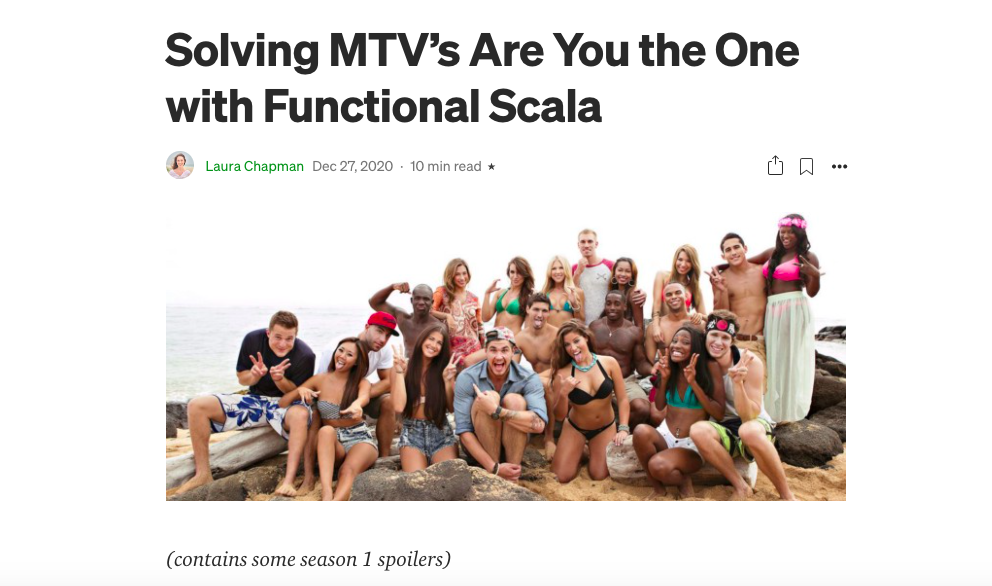 Solving MTV’s Are You the One
with Functional Scala
Laura Chapman Dec 27, 2020 · 10 min read ★
(contains some season 1 spoilers)